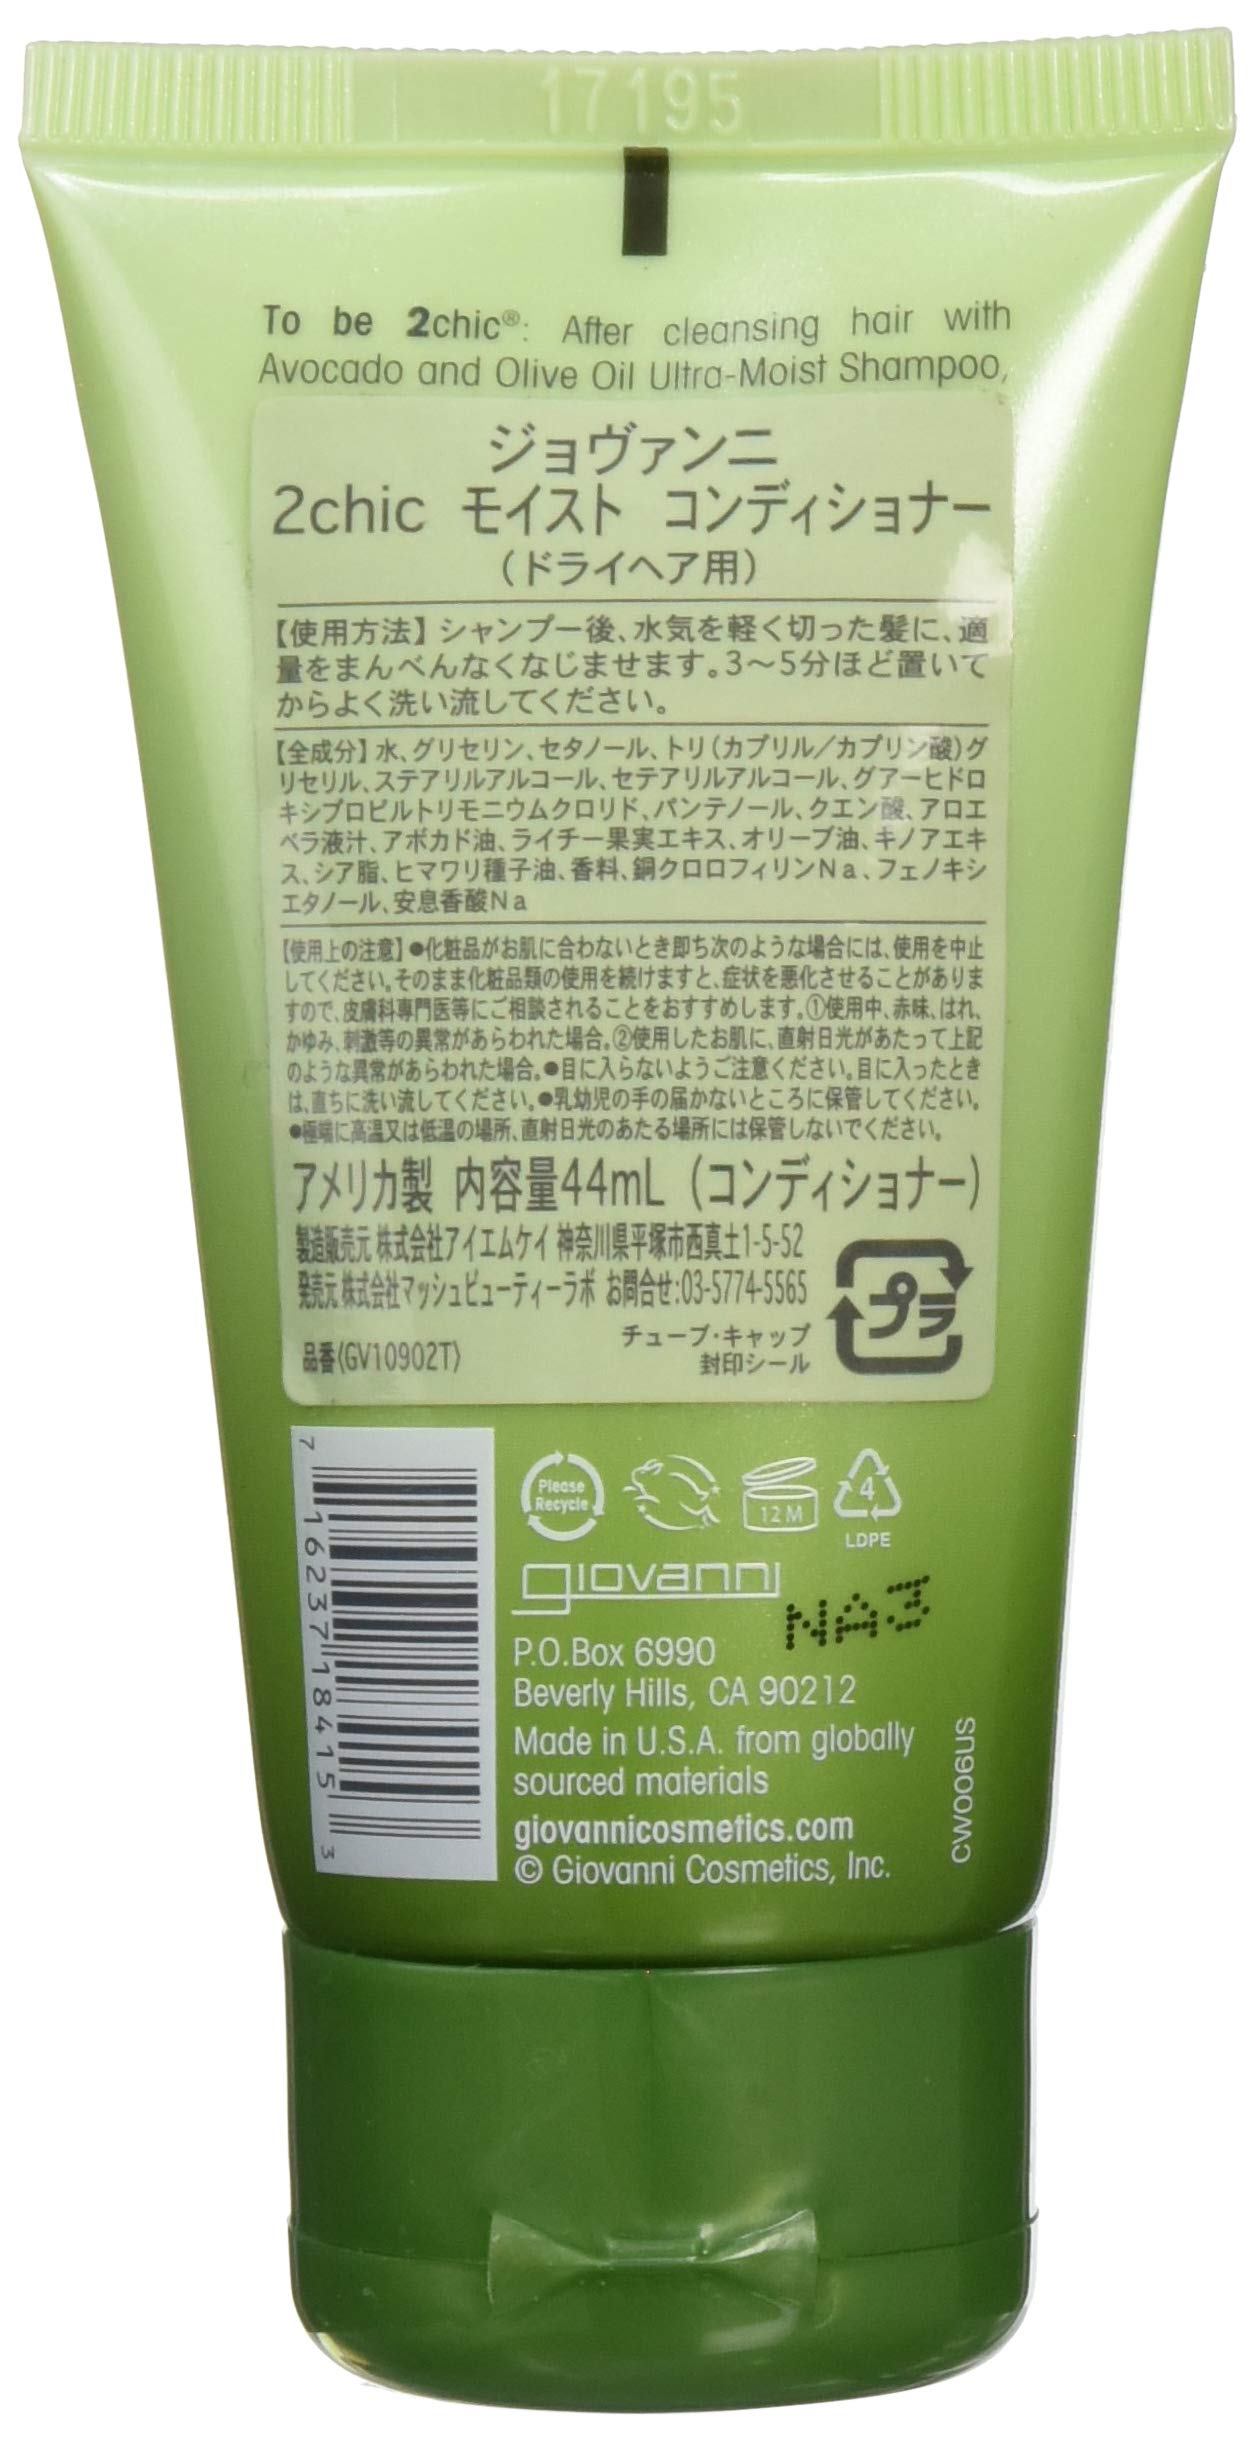 17195
To be 2chic®: After cleansing hair with
Avocado and Olive Oil Ultra-Moist Shampoo,
ジョヴァンニ
2chic モイスト コンディショナー
（ドライヘア用）
【使用方法】シャンプー後、水気を軽く切った髪に、適
量をまんべんなくなじませます。3～5分ほど置いて
からよく洗い流してください。
【全成分】水、グリセリン、セタノール、トリ（カプリル／カプリン酸）グ
リセリル、ステアリルアルコール、セテアリルアルコール、グアーヒドロ
キシプロピルトリモニウムクロリド、パンテノール、クエン酸、アロエ
ベラ液汁、アボカド油、ライチー果実エキス、オリーブ油、キノアエキ
ス、シア脂、ヒマワリ種子油、香料、銅クロロフィリンNa、フェノキシ
エタノール、安息香酸Na
【使用上の注意】●化粧品がお肌に合わないとき即ち次のような場合には、使用を中止
してください。そのまま化粧品類の使用を続けますと、症状を悪化させることがありま
すので、皮膚科専門医等にご相談されることをおすすめします。①使用中、赤味、はれ、
かゆみ、刺激等の異常があらわれた場合。②使用したお肌に、直射日光があたって上記
のような異常があらわれた場合。●目に入らないようご注意ください。目に入ったとき
は、直ちに洗い流してください。●乳幼児の手の届かないところに保管してください。
●極端に高温又は低温の場所、直射日光のあたる場所には保管しないでください。
アメリカ製 内容量44mL（コンディショナー）
製造販売元 株式会社アイエムケイ 神奈川県平塚市西真土1-5-52
発売元 株式会社マッシュビューティーラボ お問合せ:03-5774-5565
チューブ・キャップ
封印シール
プラ
品番(GV10902T)
7 16237 18415 3
Please
Recycle
12M
4
LDPE
giovanni
NA3
P.O.Box 6990
Beverly Hills, CA 90212
Made in U.S.A. from globally
sourced materials
giovannicosmetics.com
© Giovanni Cosmetics, Inc.
CW006US